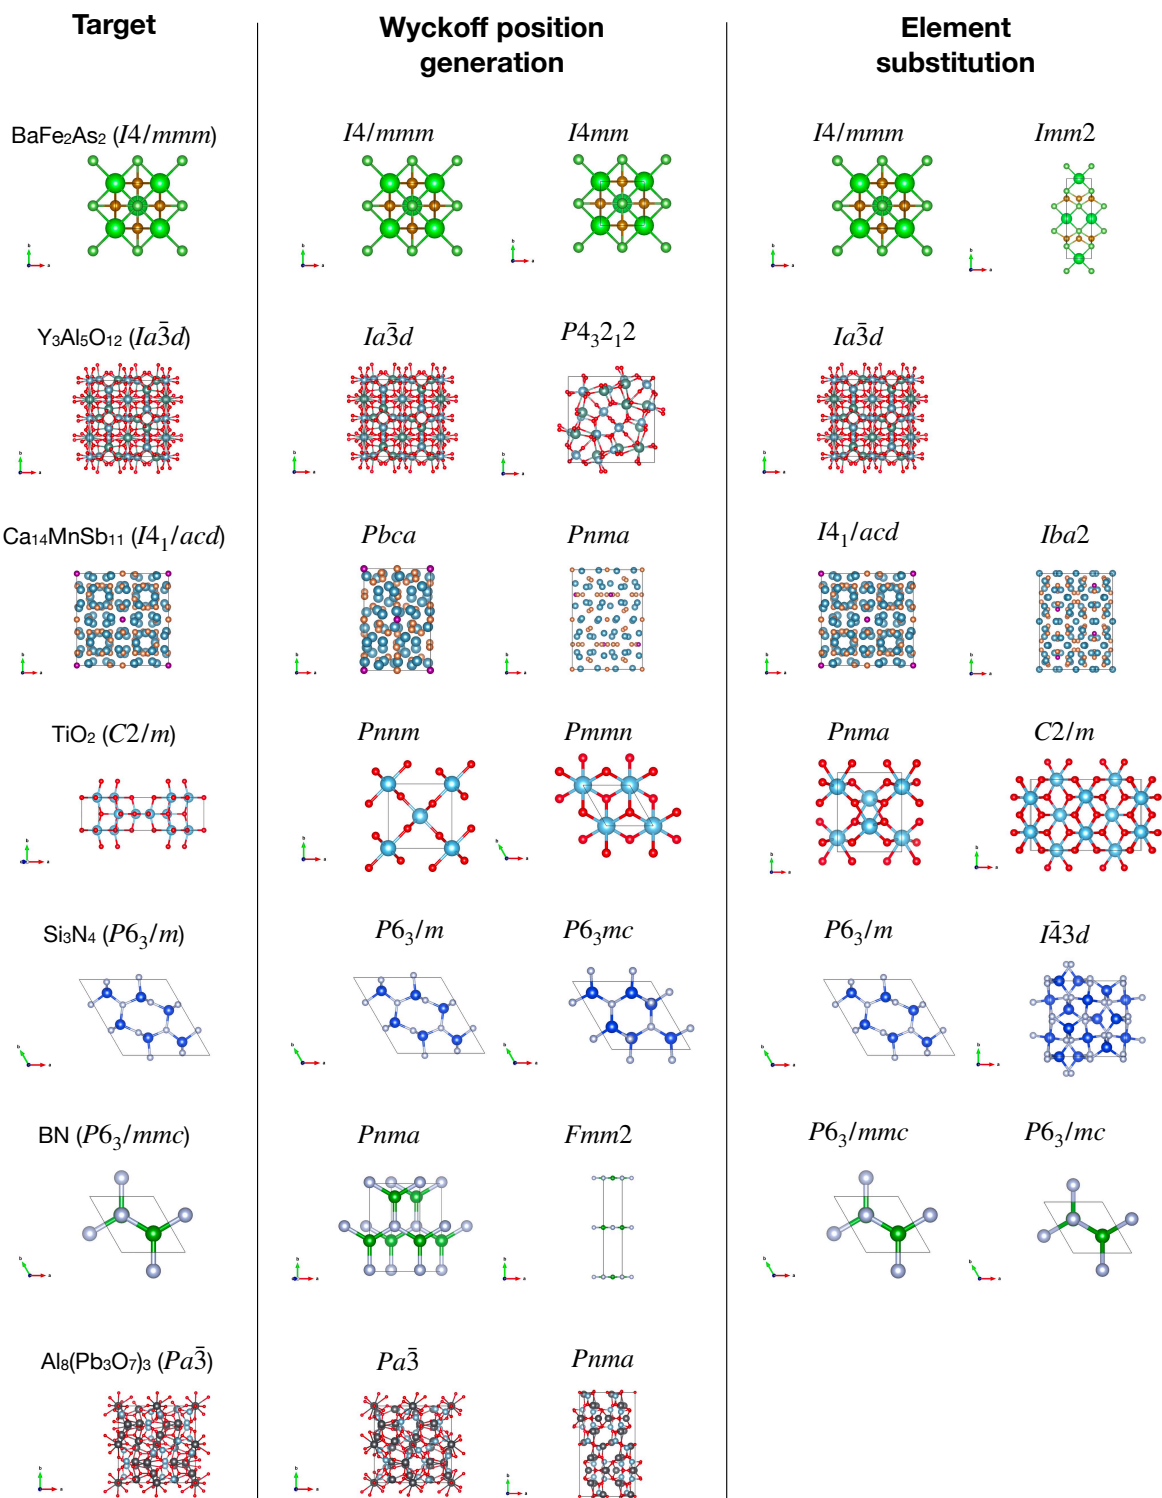 Target
Wyckoff position
generation
Element
substitution
BaFe₂As₂ (I4/mmm)
I4/mmm
I4mm
I4/mmm
Imm2
Y₃Al₅O₁₂ (Ia3̄d)
Ia3̄d
P4₃2₁2
Ia3̄d
Ca₁₄MnSb₁₁ (I4₁/acd)
Pbca
Pnma
I4₁/acd
Iba2
TiO₂ (C2/m)
Pnnm
Pmmn
Pnma
C2/m
Si₃N₄ (P6₃/m)
P6₃/m
P6₃mc
P6₃/m
I4̄3d
BN (P6₃/mmc)
Pnma
Fmm2
P6₃/mmc
P6₃/mc
Al₈(Pb₃O₇)₃ (Pa3̄)
Pa3̄
Pnma